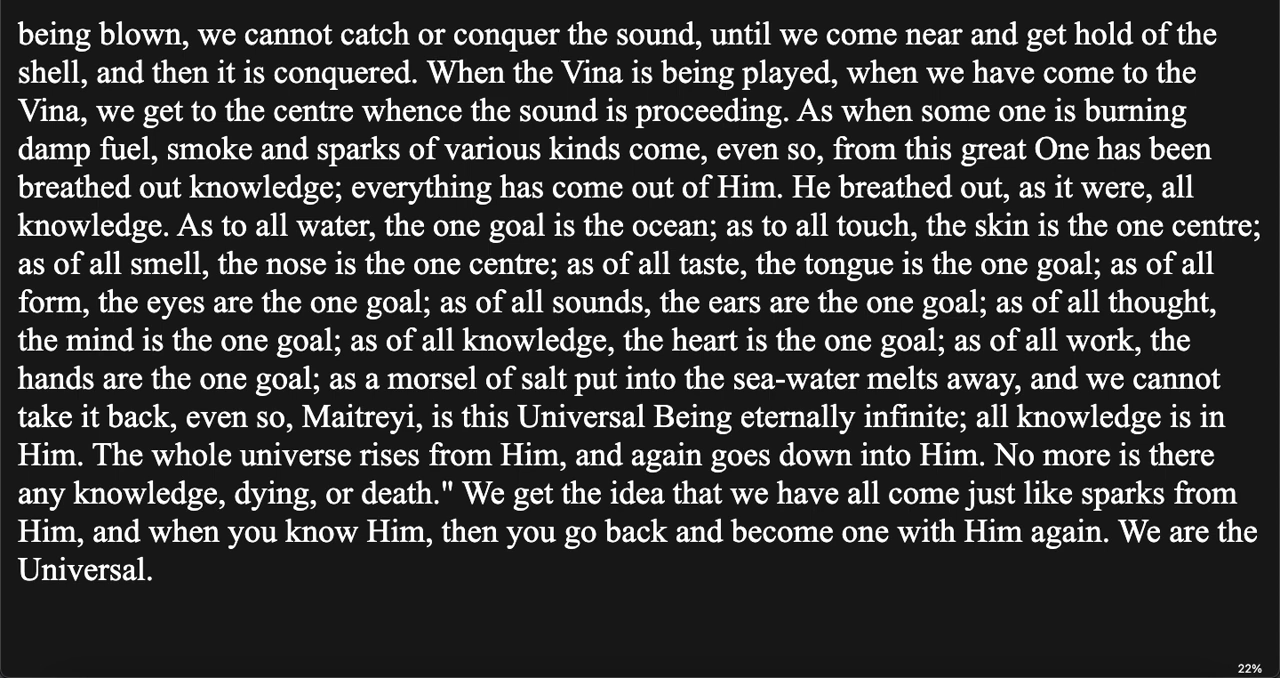 being blown, we cannot catch or conquer the sound, until we come near and get hold of the
shell, and then it is conquered. When the Vina is being played, when we have come to the
Vina, we get to the centre whence the sound is proceeding. As when some one is burning
damp fuel, smoke and sparks of various kinds come, even so, from this great One has been
breathed out knowledge; everything has come out of Him. He breathed out, as it were, all
knowledge. As to all water, the one goal is the ocean; as to all touch, the skin is the one centre;
as of all smell, the nose is the one centre; as of all taste, the tongue is the one goal; as of all
form, the eyes are the one goal; as of all sounds, the ears are the one goal; as of all thought,
the mind is the one goal; as of all knowledge, the heart is the one goal; as of all work, the
hands are the one goal; as a morsel of salt put into the sea-water melts away, and we cannot
take it back, even so, Maitreyi, is this Universal Being eternally infinite; all knowledge is in
Him. The whole universe rises from Him, and again goes down into Him. No more is there
any knowledge, dying, or death." We get the idea that we have all come just like sparks from
Him, and when you know Him, then you go back and become one with Him again. We are the
Universal.
22%